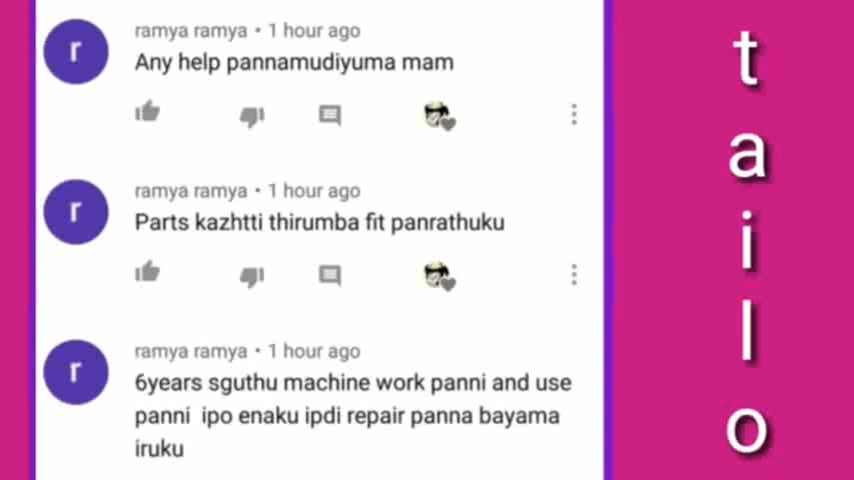 ramya ramya • 1 hour ago
Any help pannamudiyuma mam
ramya ramya • 1 hour ago
Parts kazhtti thirumba fit panrathuku
ramya ramya • 1 hour ago
6years sguthu machine work panni and use
panni ipo enaku ipdi repair panna bayama
iruku
r
r
r
t
a
i
l
o